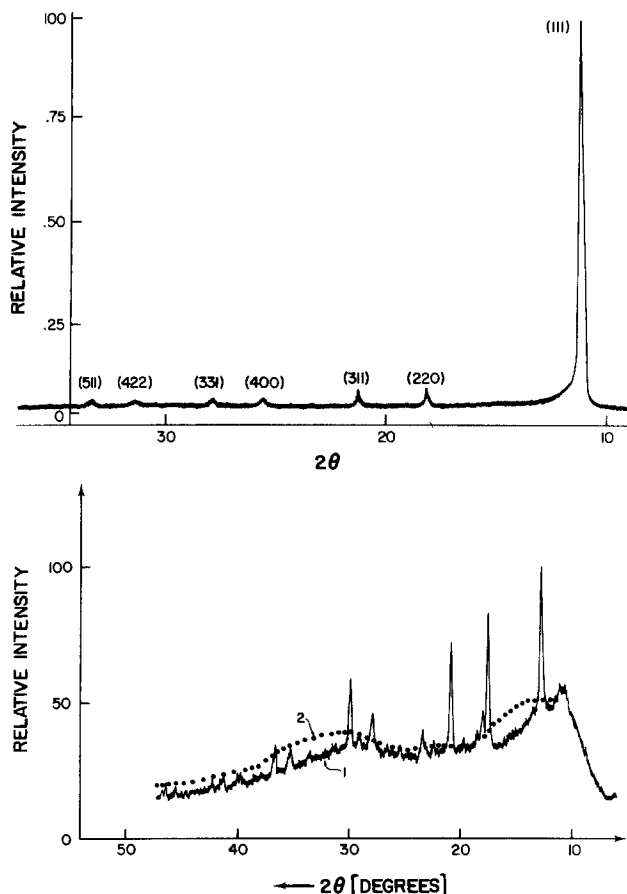 100
(111)
.75
RELATIVE INTENSITY
.50
.25
(511) (422) (331) (400) (311) (220)
0
30 20 10
2θ
100
RELATIVE INTENSITY
50
2
1
0
50 40 30 20 10
2θ [DEGREES]